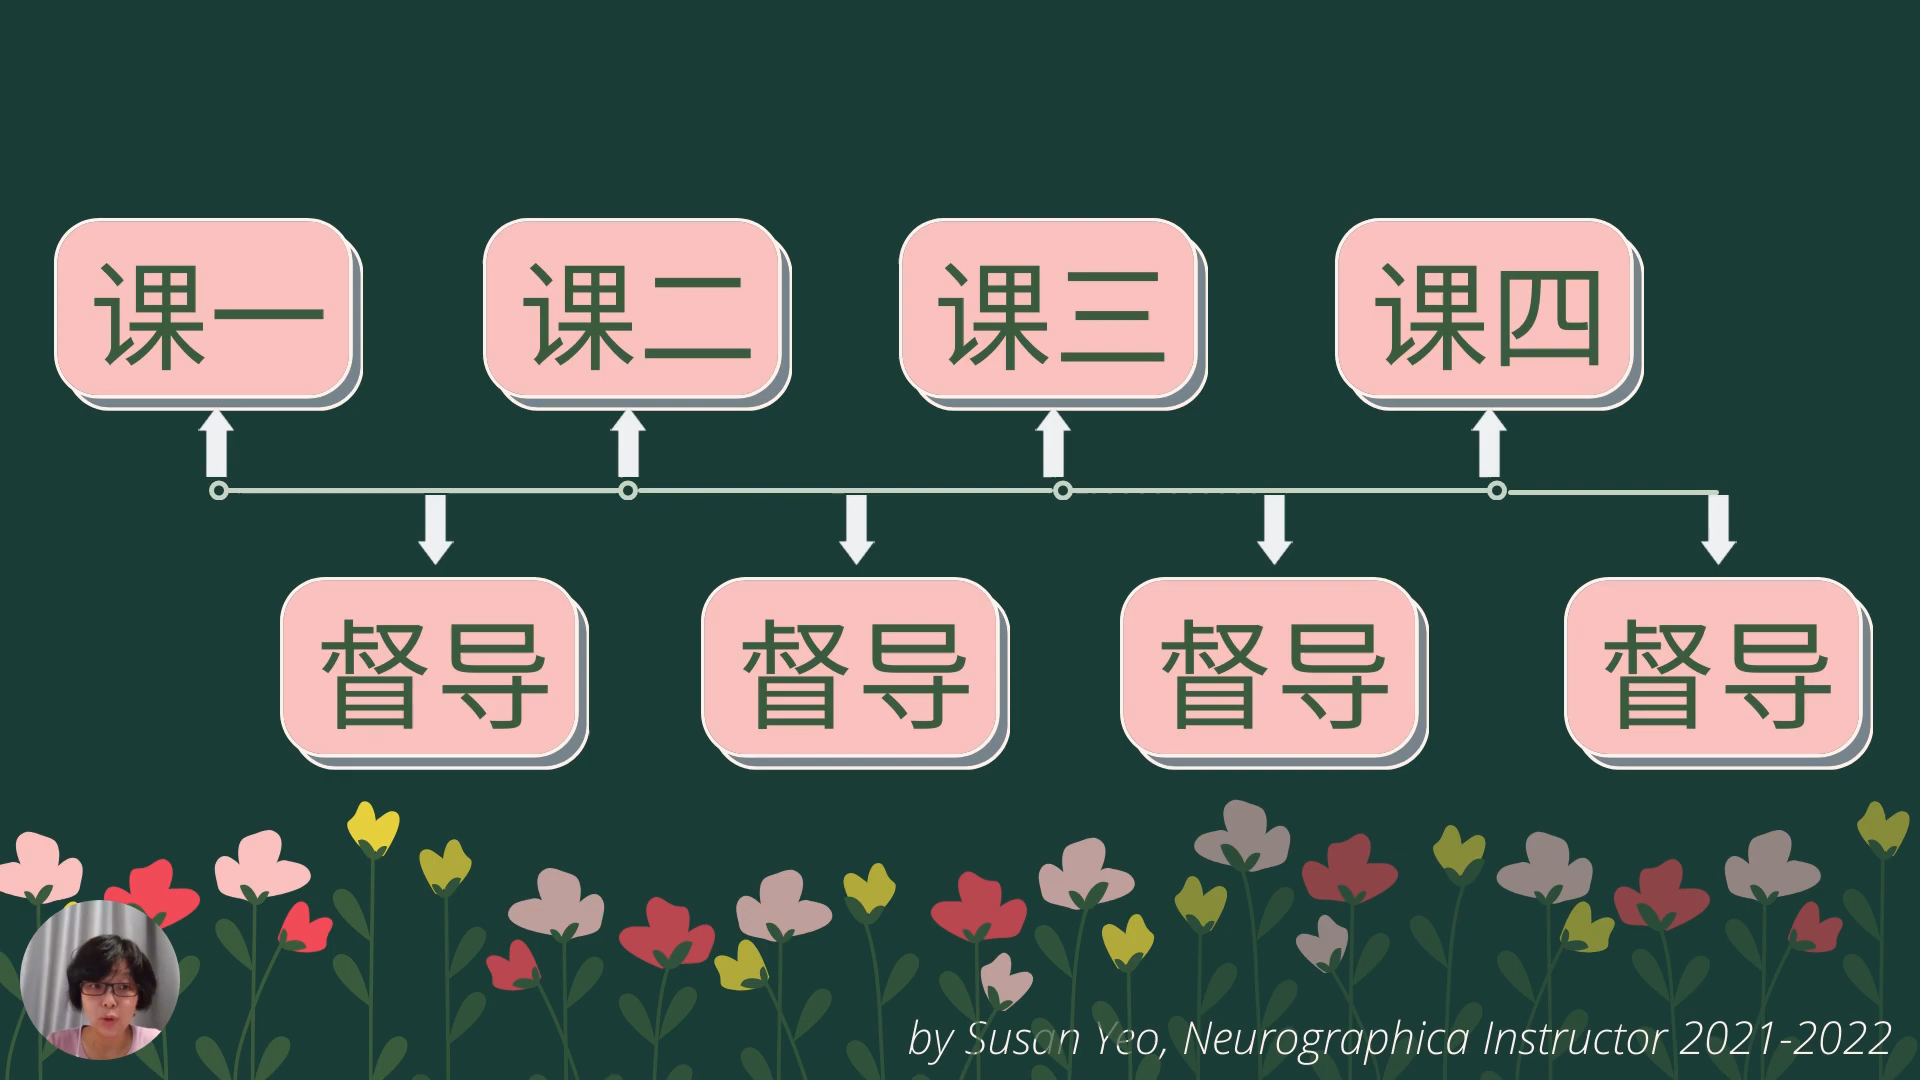 课一
课二
课三
课四
督导
督导
督导
督导
by Susan Yeo, Neurographica Instructor 2021-2022